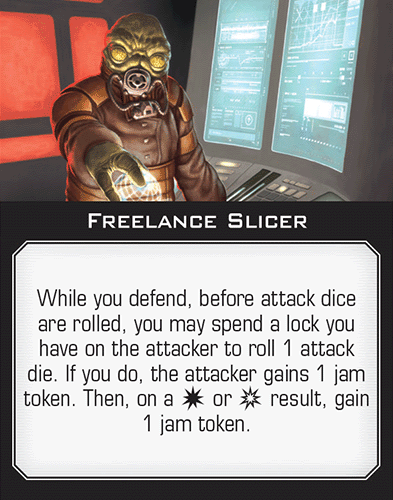 Freelance Slicer
While you defend, before attack dice
are rolled, you may spend a lock you
have on the attacker to roll 1 attack
die. If you do, the attacker gains 1 jam
token. Then, on a or result, gain
1 jam token.